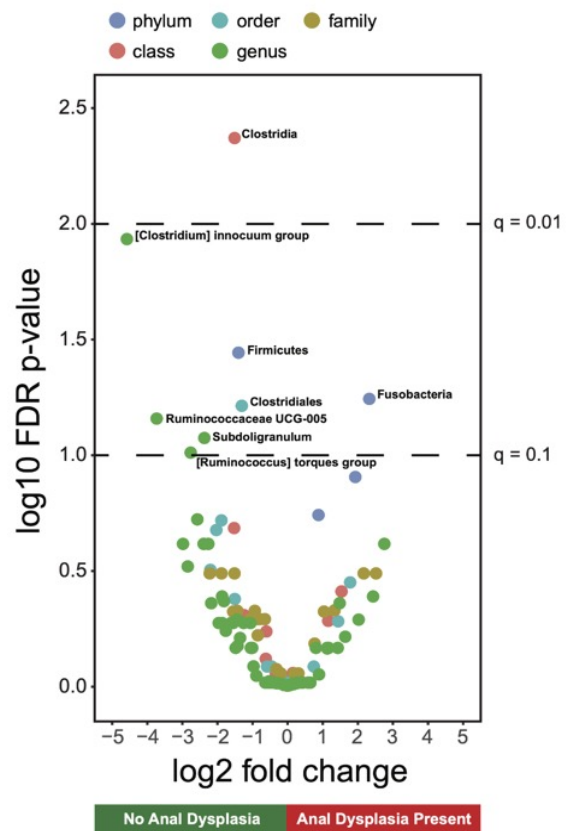 phylum order family
class genus
2.5
Clostridia
2.0
q = 0.01
[Clostridium] innocuum group
1.5
Firmicutes
Fusobacteria
Clostridiales
Ruminococcaceae UCG-005
Subdoligranulum
1.0
q = 0.1
[Ruminococcus] torques group
0.5
0.0
log10 FDR p-value
−5 −4 −3 −2 −1 0 1 2 3 4 5
log2 fold change
No Anal Dysplasia Anal Dysplasia Present